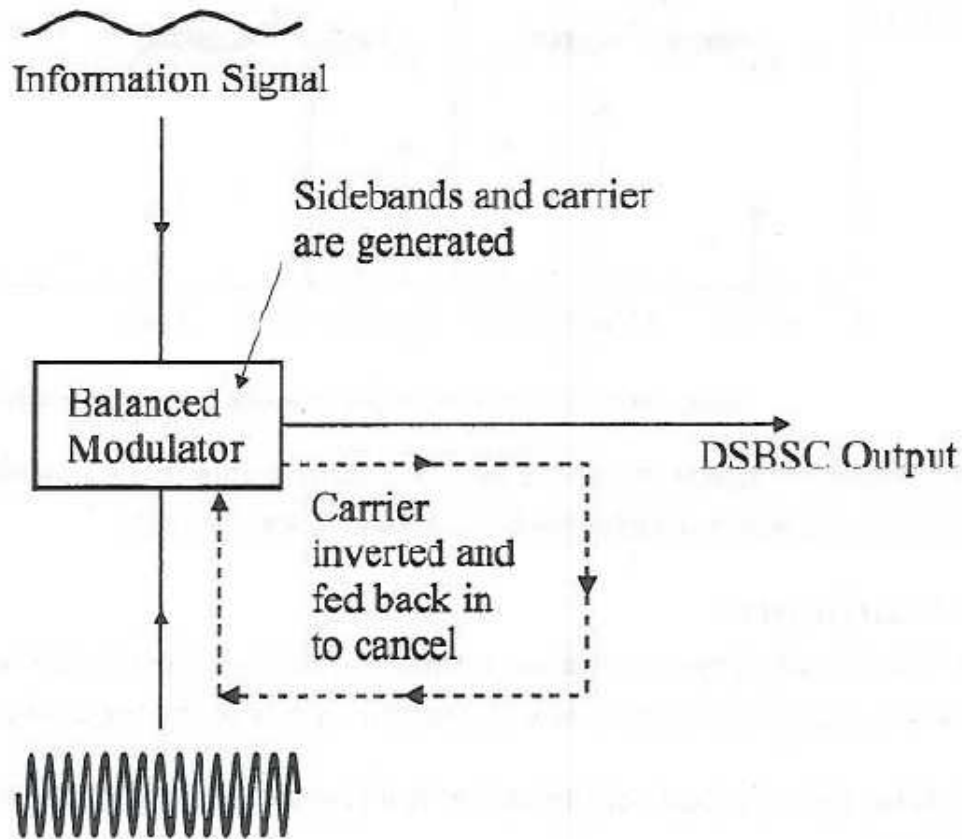 Information Signal
Sidebands and carrier
are generated
Balanced
Modulator
DSBSC Output
Carrier
inverted and
fed back in
to cancel